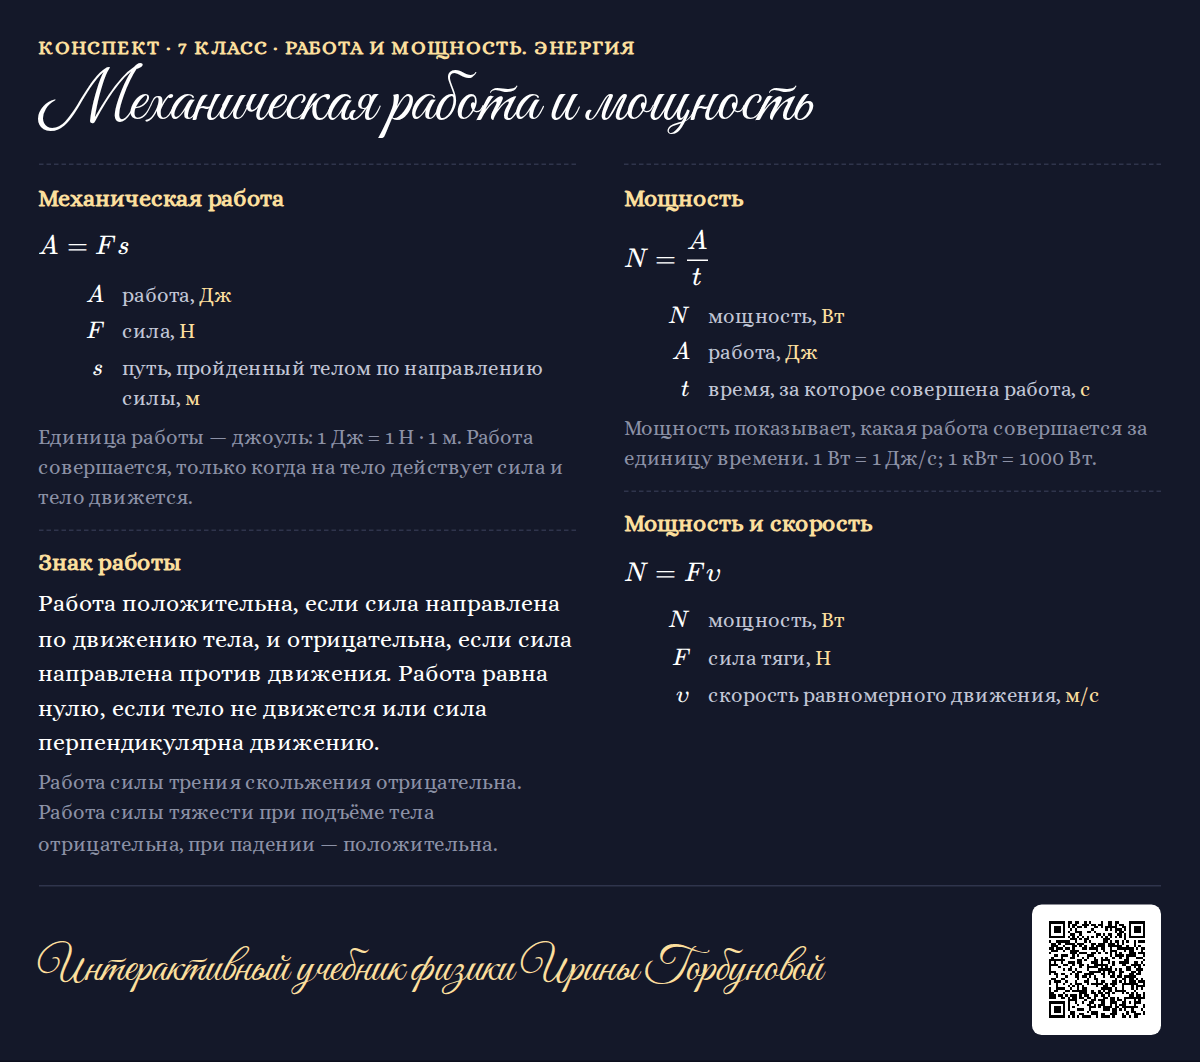 КОНСПЕКТ · 7 КЛАСС · РАБОТА И МОЩНОСТЬ. ЭНЕРГИЯ
Механическая работа и мощность
Механическая работа
A = Fs
A работа, Дж
F сила, Н
s путь, пройденный телом по направлению
силы, м
Единица работы — джоуль: 1 Дж = 1 Н · 1 м. Работа
совершается, только когда на тело действует сила и
тело движется.
Знак работы
Работа положительна, если сила направлена
по движению тела, и отрицательна, если сила
направлена против движения. Работа равна
нулю, если тело не движется или сила
перпендикулярна движению.
Работа силы трения скольжения отрицательна.
Работа силы тяжести при подъёме тела
отрицательна, при падении — положительна.
Мощность
N = A/t
N мощность, Вт
A работа, Дж
t время, за которое совершена работа, с
Мощность показывает, какая работа совершается за
единицу времени. 1 Вт = 1 Дж/с; 1 кВт = 1000 Вт.
Мощность и скорость
N = Fv
N мощность, Вт
F сила тяги, Н
v скорость равномерного движения, м/с
Интерактивный учебник физики Ирины Горбуновой